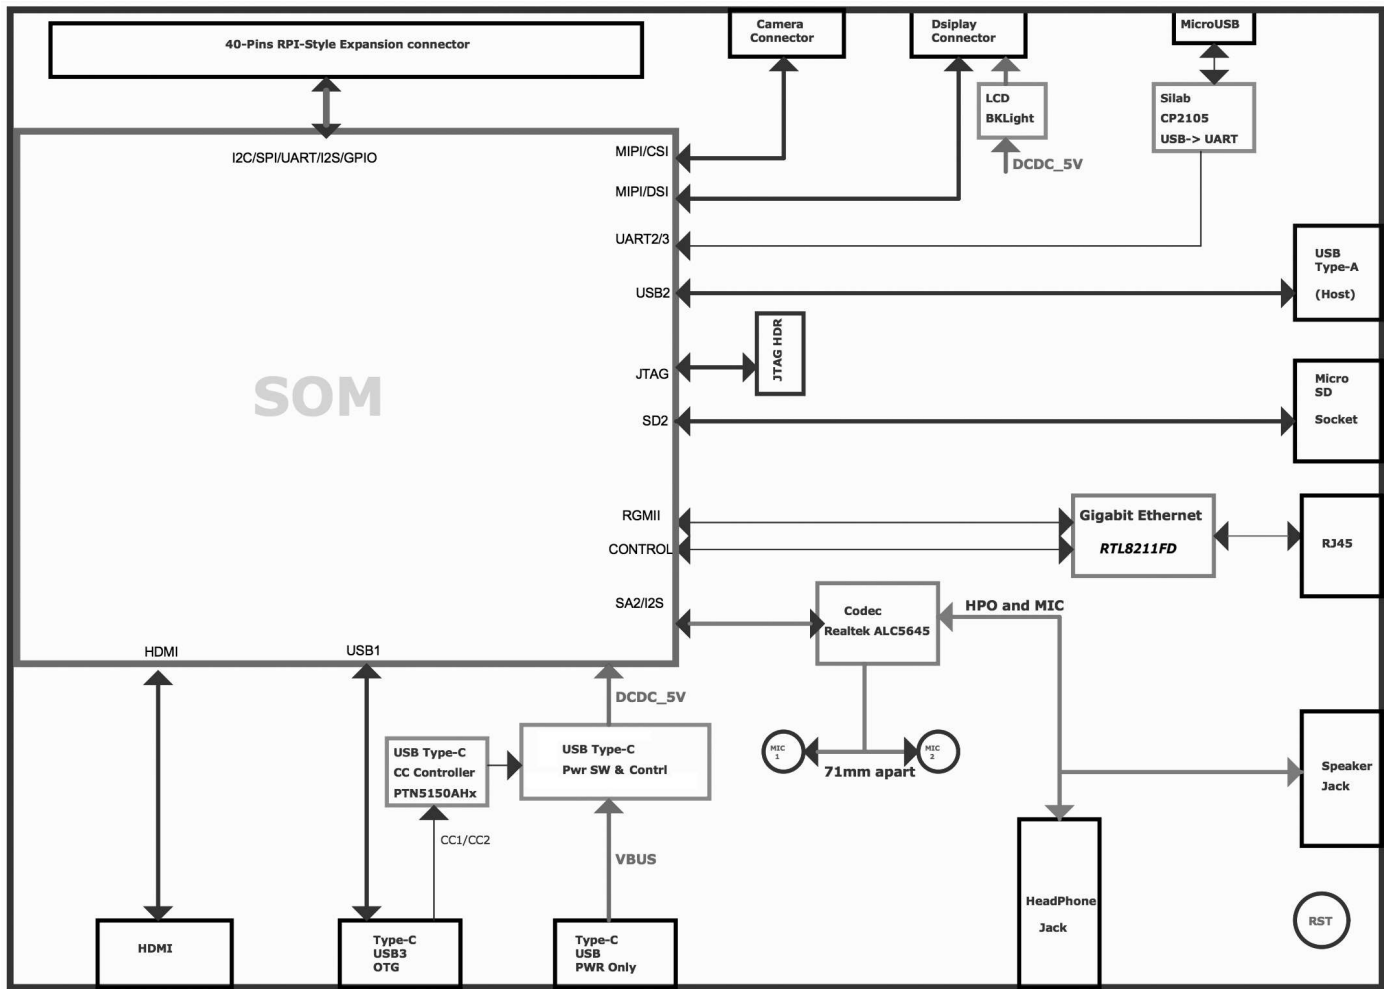 40-Pins RPI-Style Expansion connector
Camera
Connector
Dsiplay
Connector
MicroUSB
LCD
BKLight
DCDC_5V
Silab
CP2105
USB-> UART
I2C/SPI/UART/I2S/GPIO
MIPI/CSI
MIPI/DSI
UART2/3
USB2
USB
Type-A
(Host)
JTAG
JTAG HDR
SOM
SD2
Micro
SD
Socket
RGMII
CONTROL
Gigabit Ethernet
RTL8211FD
RJ45
SA2/I2S
Codec
Realtek ALC5645
HPO and MIC
HDMI
USB1
DCDC_5V
USB Type-C
CC Controller
PTN5150AHx
USB Type-C
Pwr SW & Contrl
MIC
1
MIC
2
71mm apart
Speaker
Jack
CC1/CC2
VBUS
HeadPhone
Jack
RST
HDMI
Type-C
USB3
OTG
Type-C
USB
PWR Only